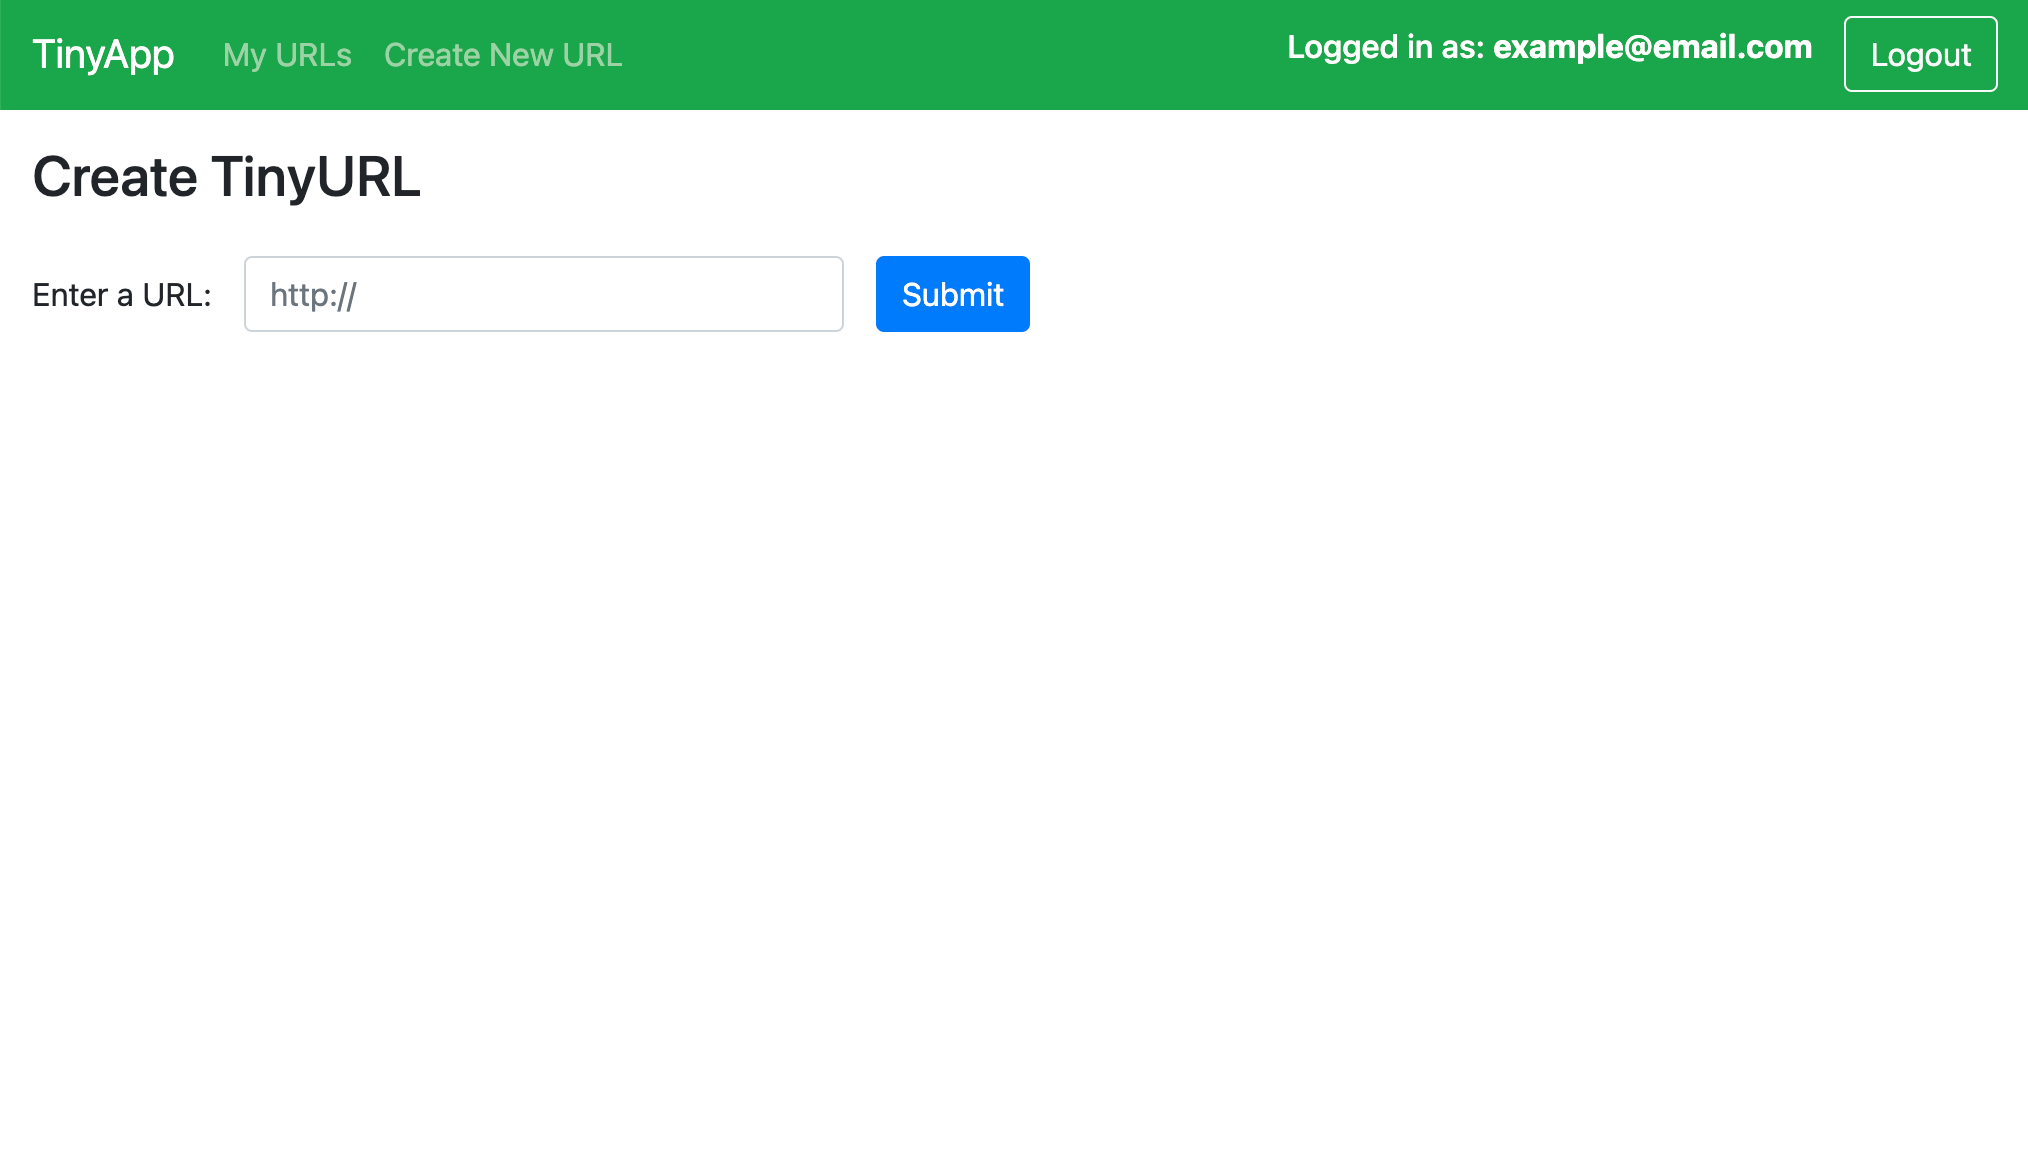 TinyApp My URLs Create New URL Logged in as: example@email.com Logout
Create TinyURL
Enter a URL: http:// Submit